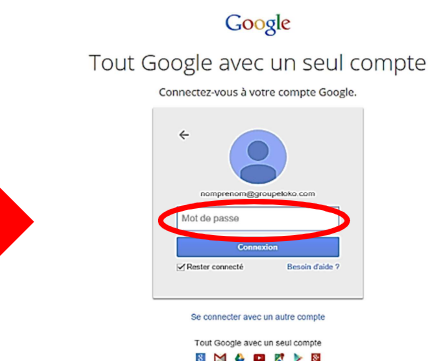 Google
Tout Google avec un seul compte
Connectez-vous à votre compte Google.
nomprenom@groupeloko.com
Mot de passe
Connexion
Rester connecté Besoin d'aide ?
Se connecter avec un autre compte
Tout Google avec un seul compte